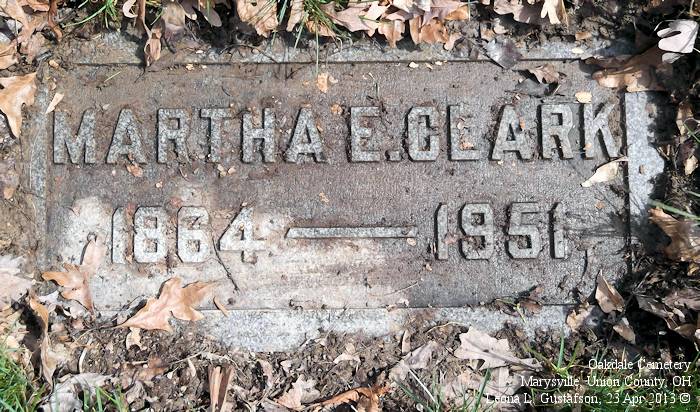 MARTHA E. CLARK
1864 — 1951
Oakdale Cemetery
Marysville, Union County, OH
Leona L. Gustafson, 23 Apr 2013 ©